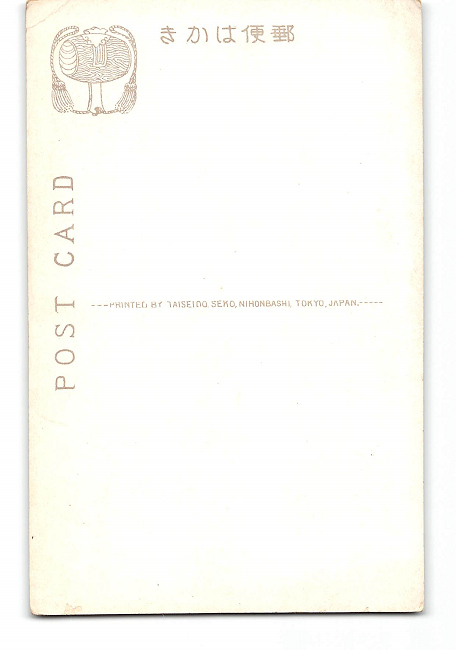 きかは便郵
POST CARD
---PRINTED BY TAISEIDO, SEKO, NIHONBASHI, TOKYO, JAPAN.-----